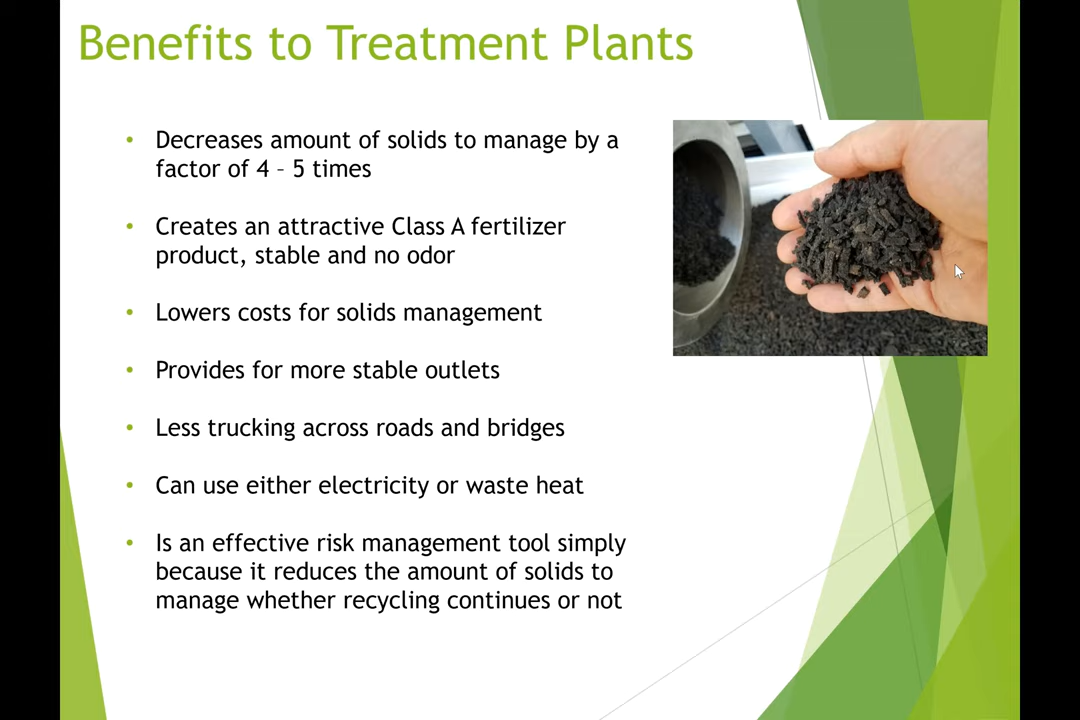 Benefits to Treatment Plants
• Decreases amount of solids to manage by a
factor of 4 – 5 times
• Creates an attractive Class A fertilizer
product, stable and no odor
• Lowers costs for solids management
• Provides for more stable outlets
• Less trucking across roads and bridges
• Can use either electricity or waste heat
• Is an effective risk management tool simply
because it reduces the amount of solids to
manage whether recycling continues or not